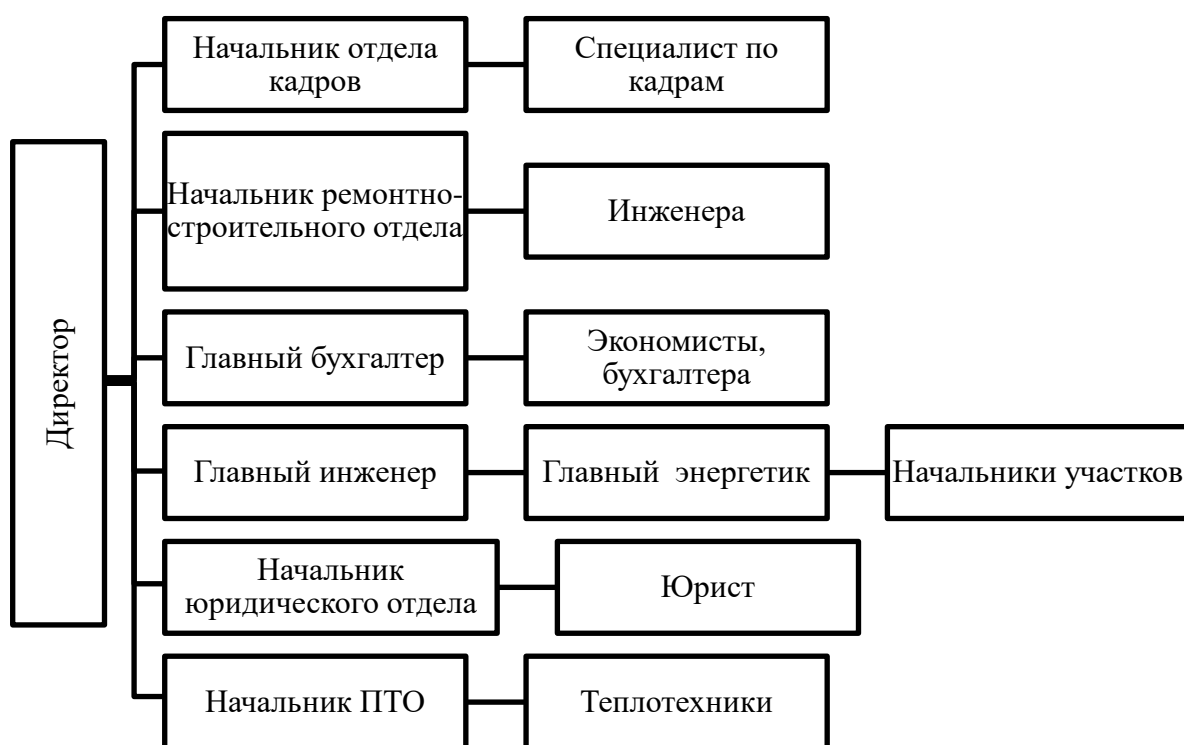 Директор
Начальник отдела
кадров
Специалист по
кадрам
Начальник ремонтно-
строительного отдела
Инженера
Главный бухгалтер
Экономисты,
бухгалтера
Главный инженер
Главный  энергетик
Начальники участков
Начальник
юридического отдела
Юрист
Начальник ПТО
Теплотехники